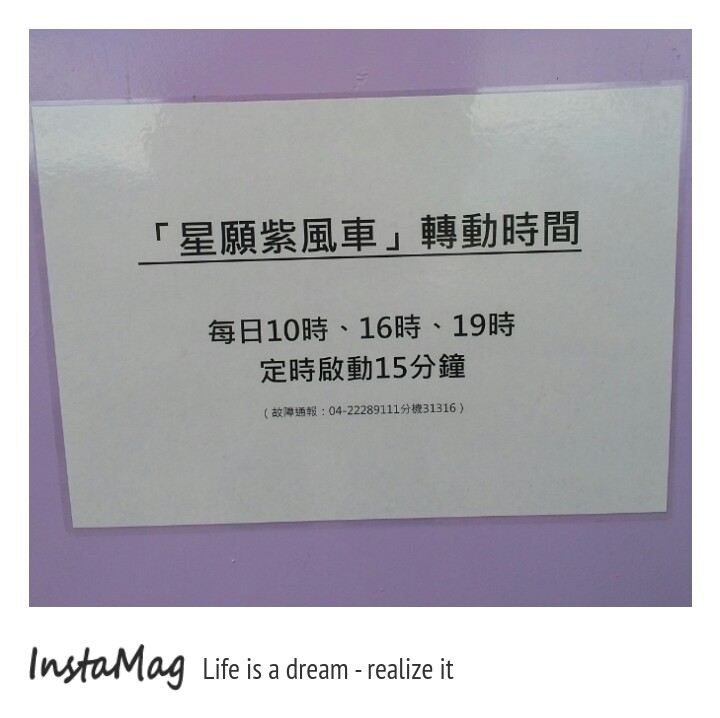 「星願紫風車」轉動時間
每日10時、16時、19時
定時啟動15分鐘
（故障通報：04-22289111分機31316）
InstaMag Life is a dream - realize it